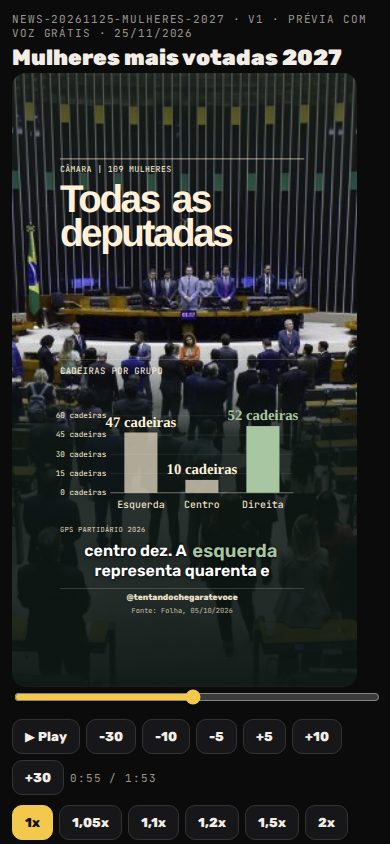 NEWS-20261125-MULHERES-2027 · V1 · PRÉVIA COM
VOZ GRÁTIS · 25/11/2026
Mulheres mais votadas 2027
CÂMARA | 109 MULHERES
Todas as
deputadas
CADEIRAS POR GRUPO
60 cadeiras
45 cadeiras
30 cadeiras
15 cadeiras
0 cadeiras
47 cadeiras
10 cadeiras
52 cadeiras
Esquerda
Centro
Direita
GPS PARTIDÁRIO 2026
centro dez. A esquerda
representa quarenta e
@tentandochegaratevoce
Fonte: Folha, 05/10/2026
▶ Play
-30
-10
-5
+5
+10
+30
0:55 / 1:53
1x
1,05x
1,1x
1,2x
1,5x
2x